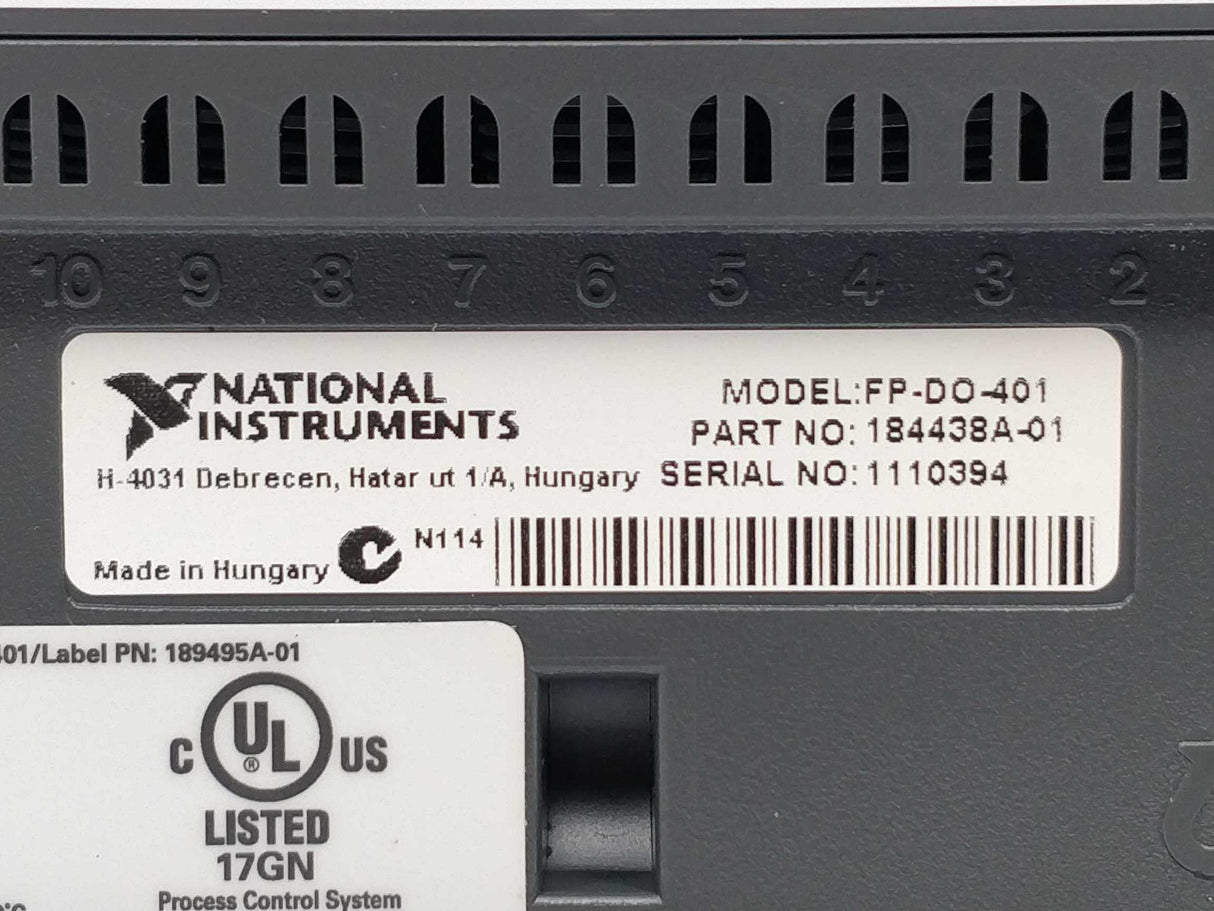 10 9 8 7 6 5 4 3 2
NATIONAL
INSTRUMENTS
MODEL:FP-DO-401
PART NO: 184438A-01
H-4031 Debrecen, Hatar ut 1/A, Hungary
SERIAL NO: 1110394
N114
Made in Hungary
401/Label PN: 189495A-01
C UL ® US
LISTED
17GN
Process Control System